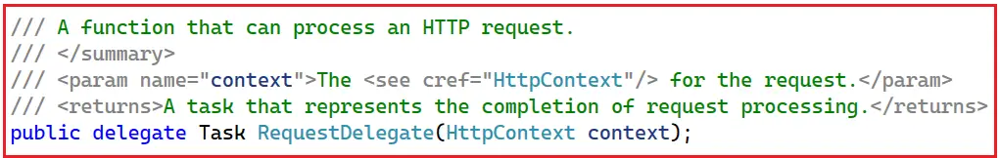 /// A function that can process an HTTP request.
/// </summary>
/// <param name="context">The <see cref="HttpContext"/> for the request.</param>
/// <returns>A task that represents the completion of request processing.</returns>
public delegate Task RequestDelegate(HttpContext context);